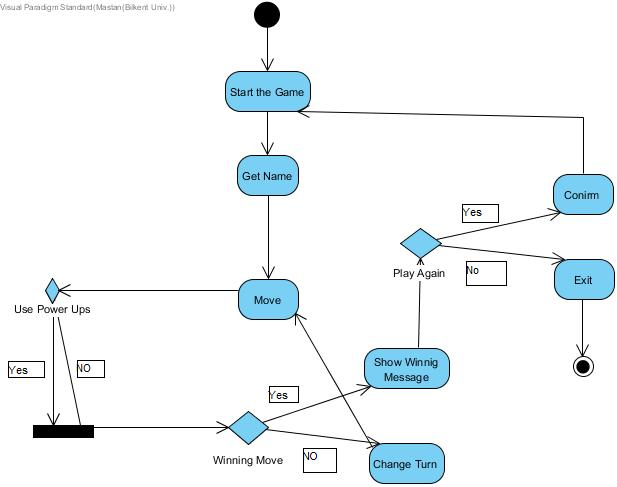 Visual Paradigm Standard(Mastan(Bilkent Univ.))
Start the Game
Get Name
Conirm
Yes
Play Again
No
Exit
Move
Use Power Ups
Yes
NO
Show Winnig
Message
Yes
Winning Move
NO
Change Turn